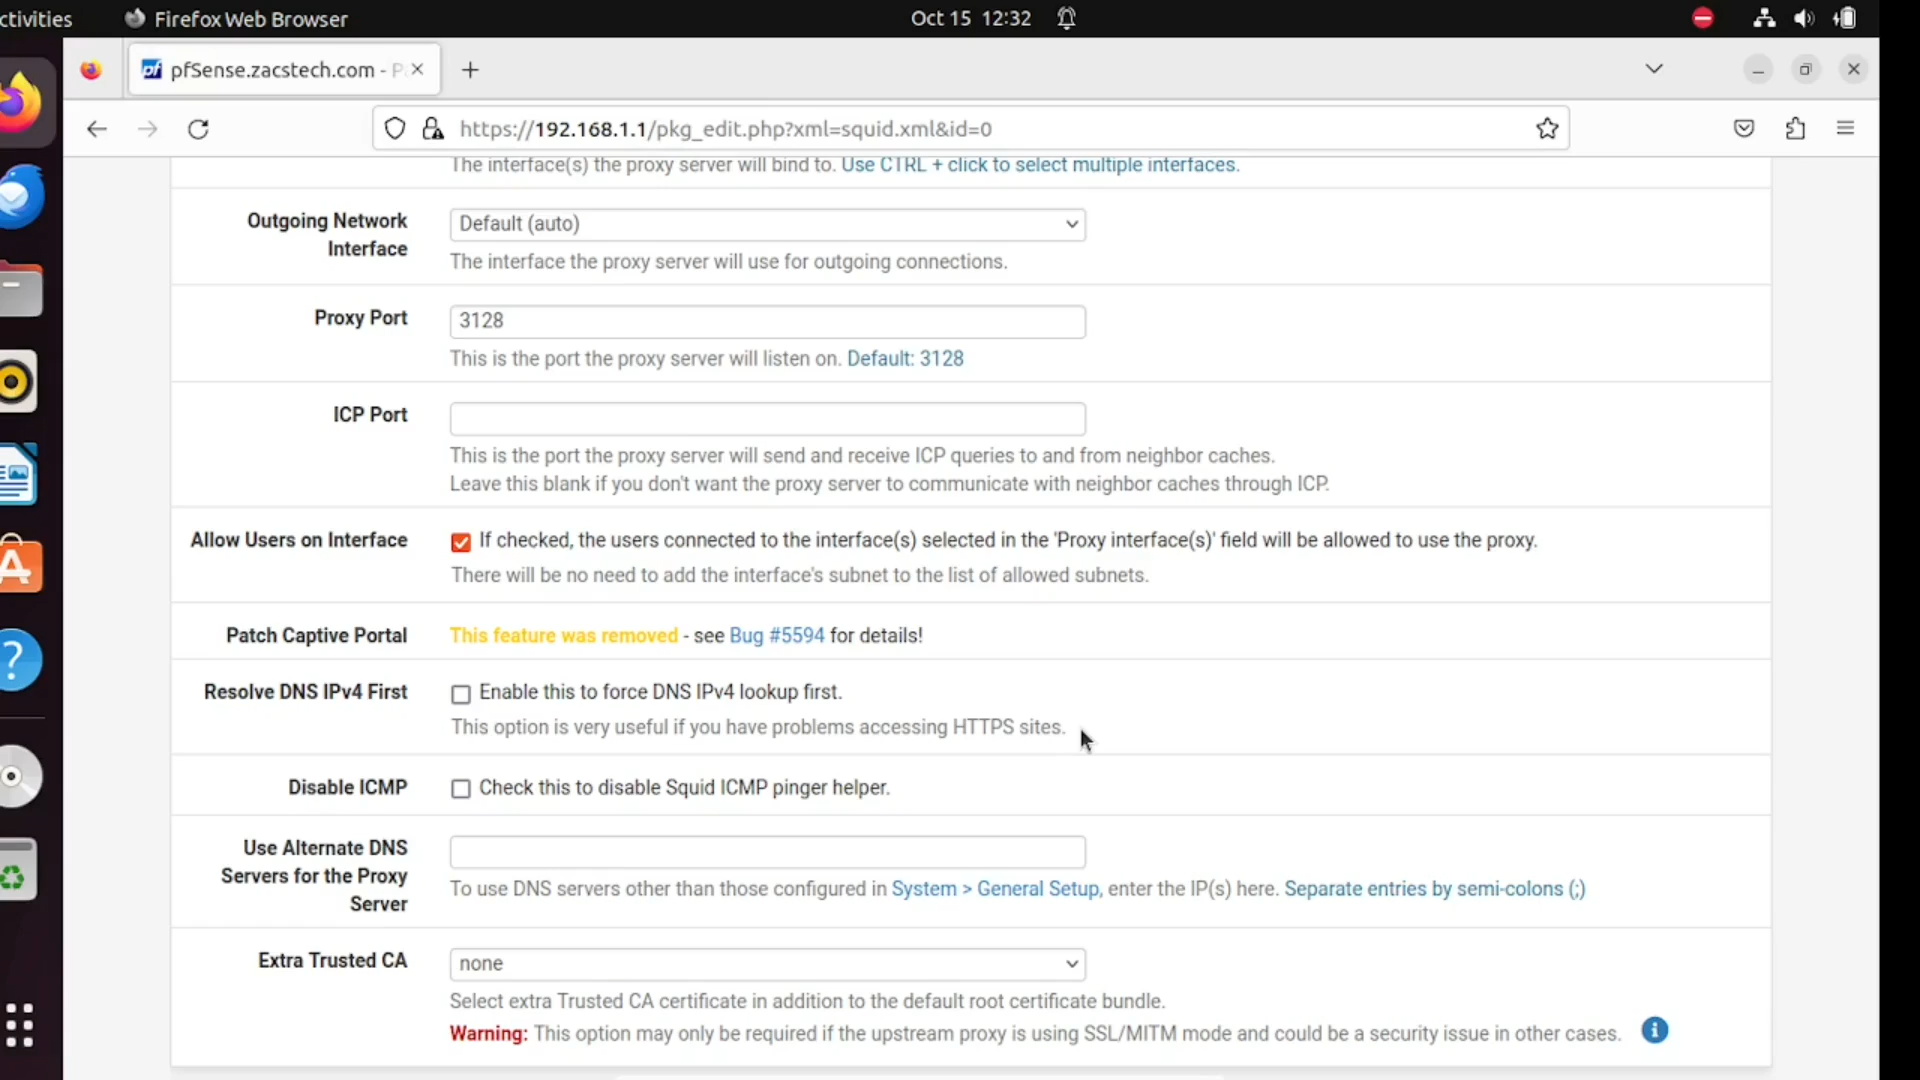 ctivities
Firefox Web Browser
Oct 15 12:32
pfSense.zacstech.com - P
https://192.168.1.1/pkg_edit.php?xml=squid.xml&id=0
The interface(s) the proxy server will bind to. Use CTRL + click to select multiple interfaces.
Outgoing Network
Interface
Default (auto)
The interface the proxy server will use for outgoing connections.
Proxy Port
3128
This is the port the proxy server will listen on. Default: 3128
ICP Port
This is the port the proxy server will send and receive ICP queries to and from neighbor caches.
Leave this blank if you don't want the proxy server to communicate with neighbor caches through ICP.
Allow Users on Interface
If checked, the users connected to the interface(s) selected in the 'Proxy interface(s)' field will be allowed to use the proxy.
There will be no need to add the interface's subnet to the list of allowed subnets.
Patch Captive Portal
This feature was removed - see Bug #5594 for details!
Resolve DNS IPv4 First
Enable this to force DNS IPv4 lookup first.
This option is very useful if you have problems accessing HTTPS sites.
Disable ICMP
Check this to disable Squid ICMP pinger helper.
Use Alternate DNS
Servers for the Proxy
Server
To use DNS servers other than those configured in System > General Setup, enter the IP(s) here. Separate entries by semi-colons (;)
Extra Trusted CA
none
Select extra Trusted CA certificate in addition to the default root certificate bundle.
Warning: This option may only be required if the upstream proxy is using SSL/MITM mode and could be a security issue in other cases.